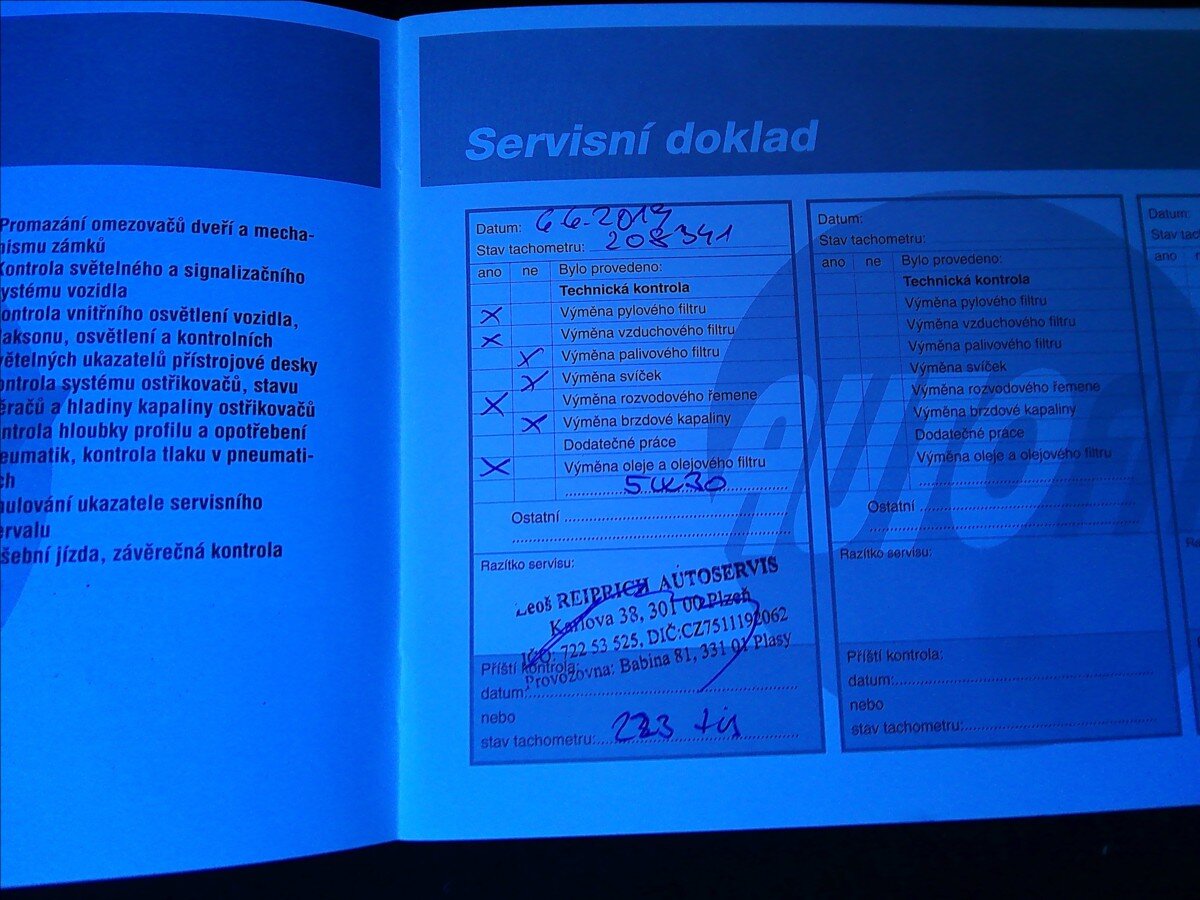 Promazání omezovačů dveří a mecha-
nismu zámků
Kontrola světelného a signalizačního
systému vozidla
Kontrola vnitřního osvětlení vozidla,
klaksonu, osvětlení a kontrolních
světelných ukazatelů přístrojové desky
ontrola systému ostřikovačů, stavu
ěračů a hladiny kapaliny ostřikovačů
ntrola hloubky profilu a opotřebení
eumatik, kontrola tlaku v pneumati-
ch
nulování ukazatele servisního
ervalu
šební jízda, závěrečná kontrola
Servisní doklad
Datum: 6.6.2019
Stav tachometru: 208341
ano ne Bylo provedeno:
Technická kontrola
X Výměna pylového filtru
X Výměna vzduchového filtru
X Výměna palivového filtru
X Výměna svíček
X Výměna rozvodového řemene
X Výměna brzdové kapaliny
Dodatečné práce
X Výměna oleje a olejového filtru
5W30
Ostatní
Razítko servisu:
Leoš REIPRICH AUTOSERVIS
Karlova 38, 301 00 Plzeň
IČO: 722 53 525, DIČ:CZ7511192062
Provozovna: Babina 81, 331 01 Plasy
Příští kontrola:
datum:
nebo
stav tachometru: 223 tis
Datum:
Stav tachometru:
ano ne Bylo provedeno:
Technická kontrola
Výměna pylového filtru
Výměna vzduchového filtru
Výměna palivového filtru
Výměna svíček
Výměna rozvodového řemene
Výměna brzdové kapaliny
Dodatečné práce
Výměna oleje a olejového filtru
Ostatní
Razítko servisu:
Příští kontrola:
datum:
nebo
stav tachometru:
Datum:
Stav tac
ano